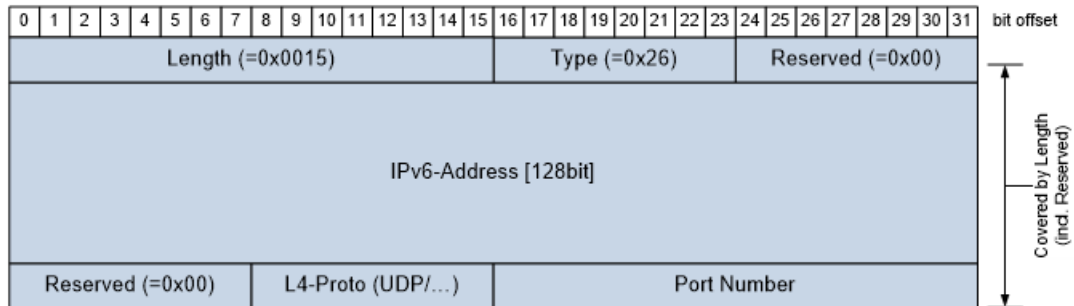 0 1 2 3 4 5 6 7 8 9 10 11 12 13 14 15 16 17 18 19 20 21 22 23 24 25 26 27 28 29 30 31 bit offset
Length (=0x0015) Type (=0x26) Reserved (=0x00)
IPv6-Address [128bit]
Covered by Length
(incl. Reserved)
Reserved (=0x00) L4-Proto (UDP/...) Port Number